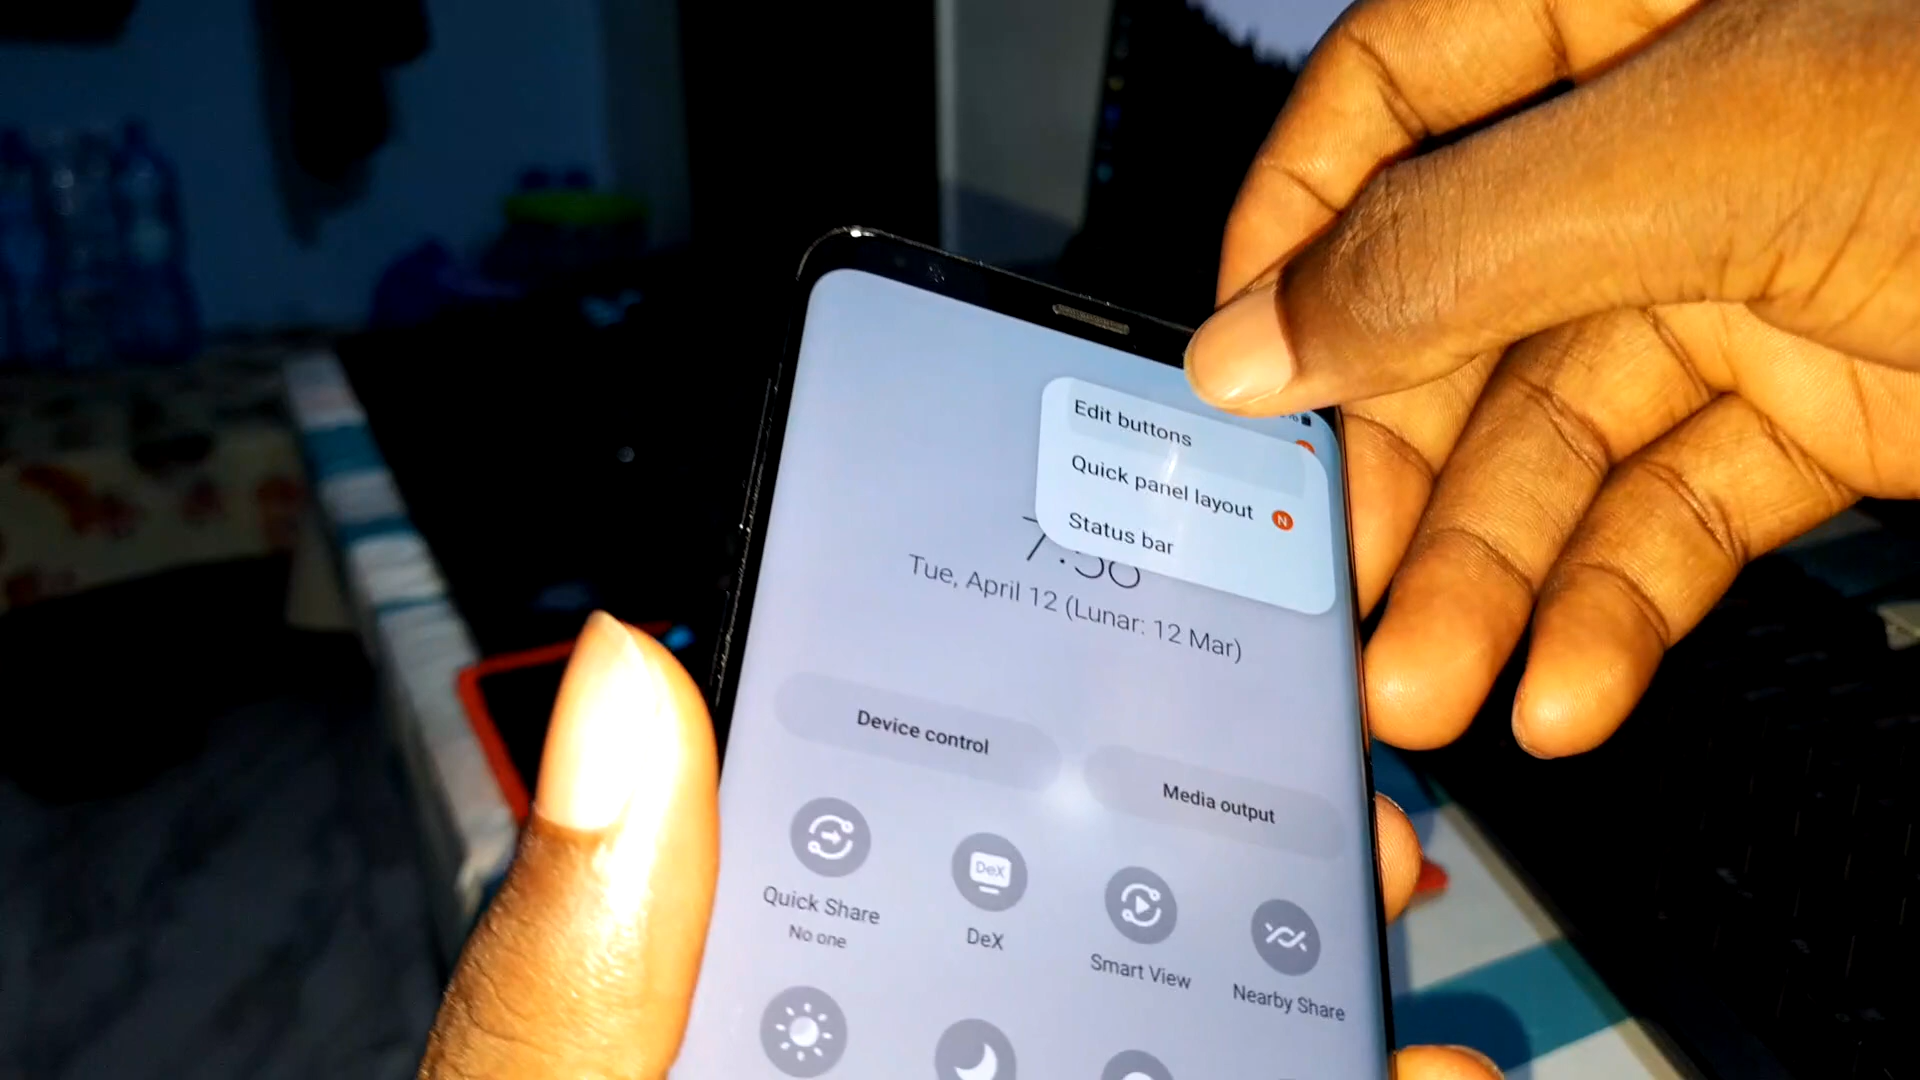 Edit buttons
Quick panel layout N
Status bar
Tue, April 12 (Lunar: 12 Mar)
Device control
Media output
DeX
Quick Share
No one
DeX
Smart View
Nearby Share